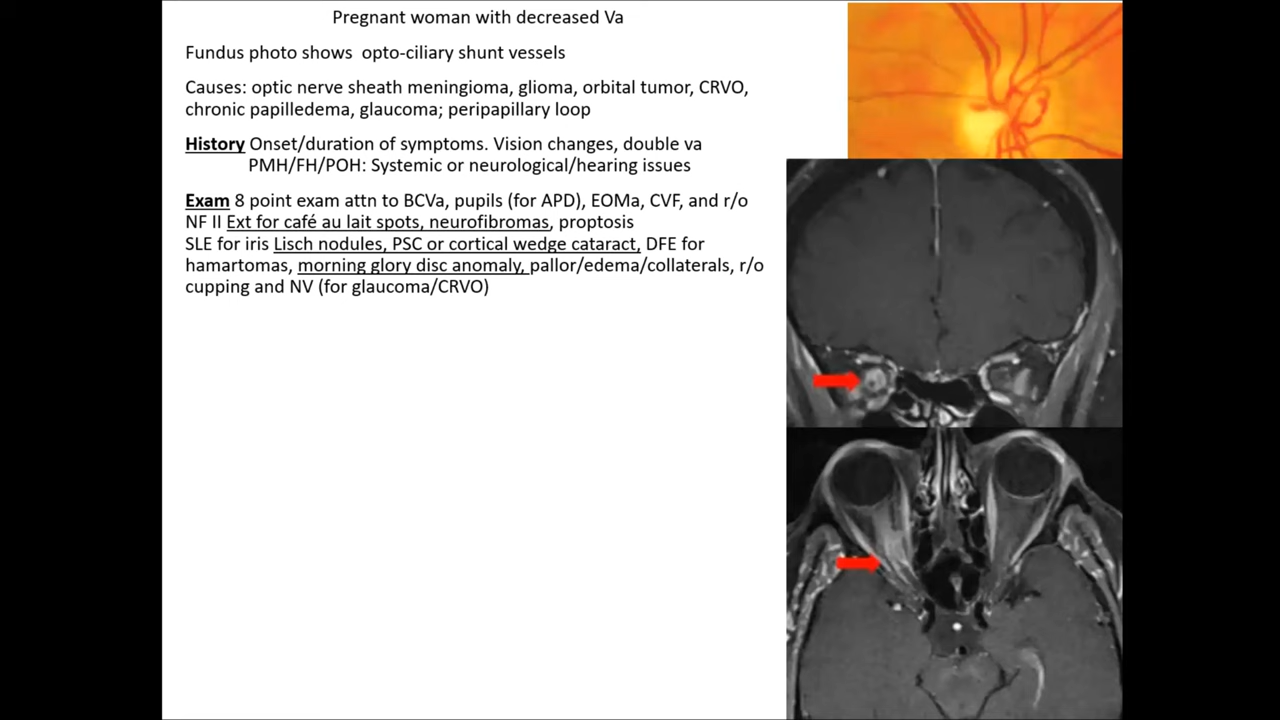 Pregnant woman with decreased Va
Fundus photo shows  opto-ciliary shunt vessels
Causes: optic nerve sheath meningioma, glioma, orbital tumor, CRVO,
chronic papilledema, glaucoma; peripapillary loop
History Onset/duration of symptoms. Vision changes, double va
PMH/FH/POH: Systemic or neurological/hearing issues
Exam 8 point exam attn to BCVa, pupils (for APD), EOMa, CVF, and r/o
NF II Ext for café au lait spots, neurofibromas, proptosis
SLE for iris Lisch nodules, PSC or cortical wedge cataract, DFE for
hamartomas, morning glory disc anomaly, pallor/edema/collaterals, r/o
cupping and NV (for glaucoma/CRVO)